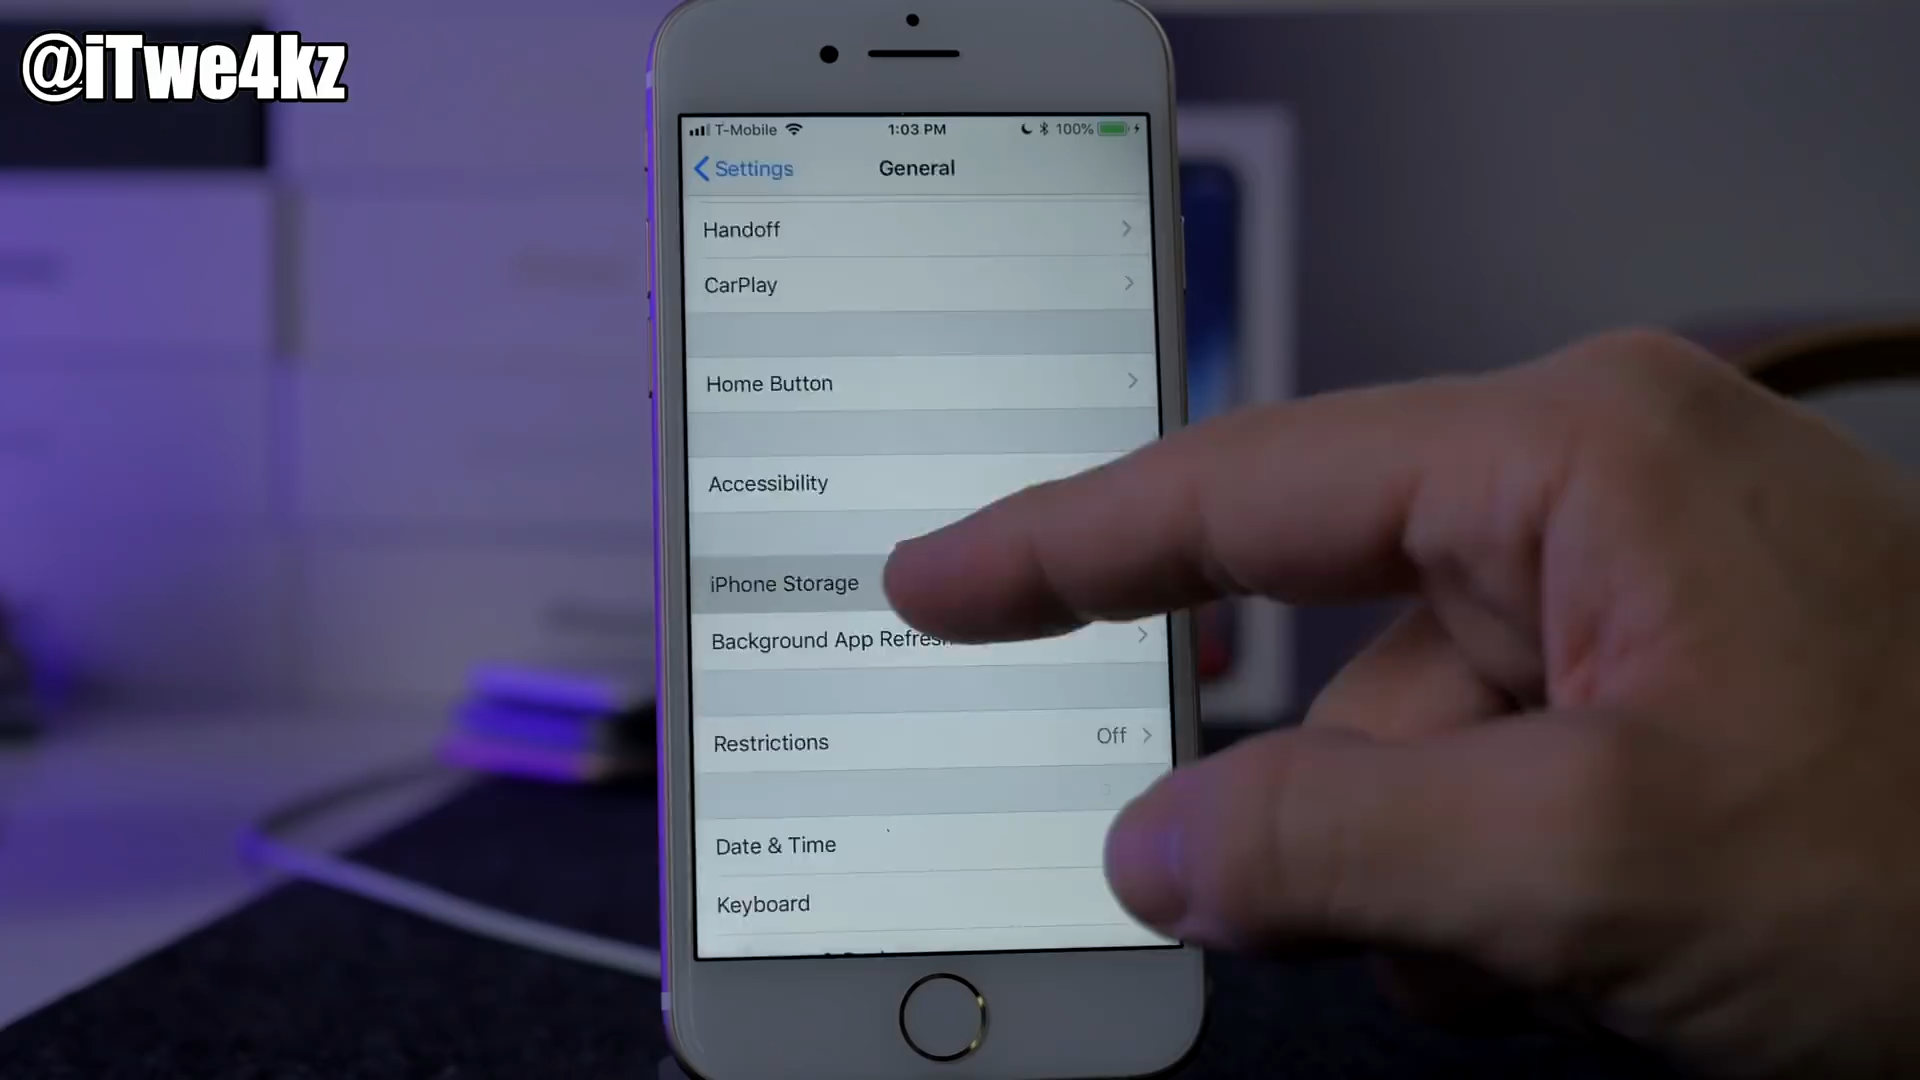 @iTwe4kz
T-Mobile 1:03 PM 100%
Settings General
Handoff
CarPlay
Home Button
Accessibility
iPhone Storage
Background App Refresh
Restrictions Off
Date & Time
Keyboard